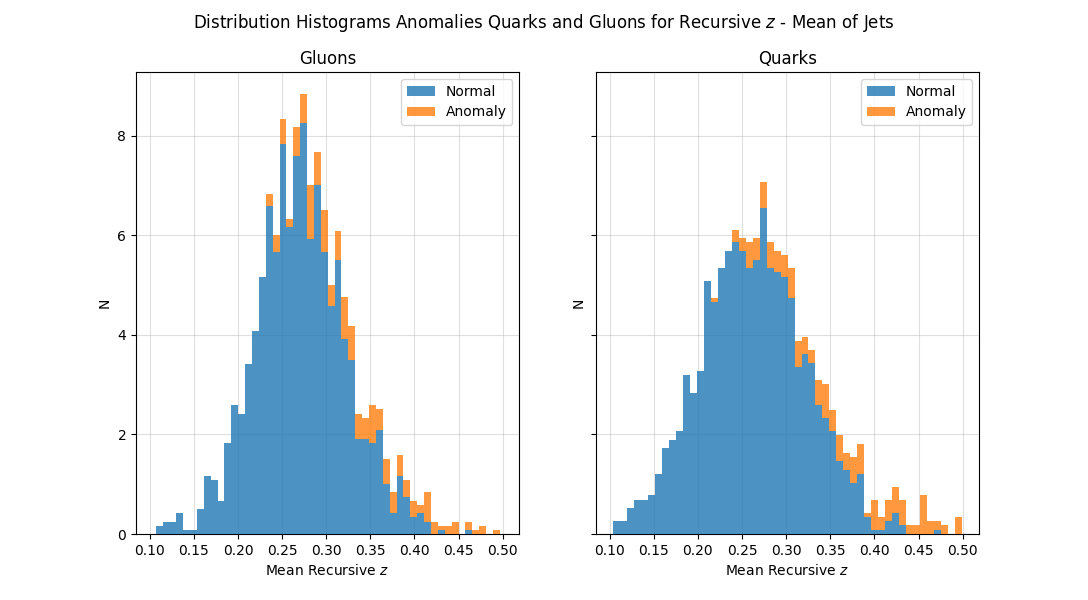 Distribution Histograms Anomalies Quarks and Gluons for Recursive z - Mean of Jets
Gluons
Normal
Anomaly
N
8
6
4
2
0
0.10 0.15 0.20 0.25 0.30 0.35 0.40 0.45 0.50
Mean Recursive z
Quarks
Normal
Anomaly
N
0.10 0.15 0.20 0.25 0.30 0.35 0.40 0.45 0.50
Mean Recursive z